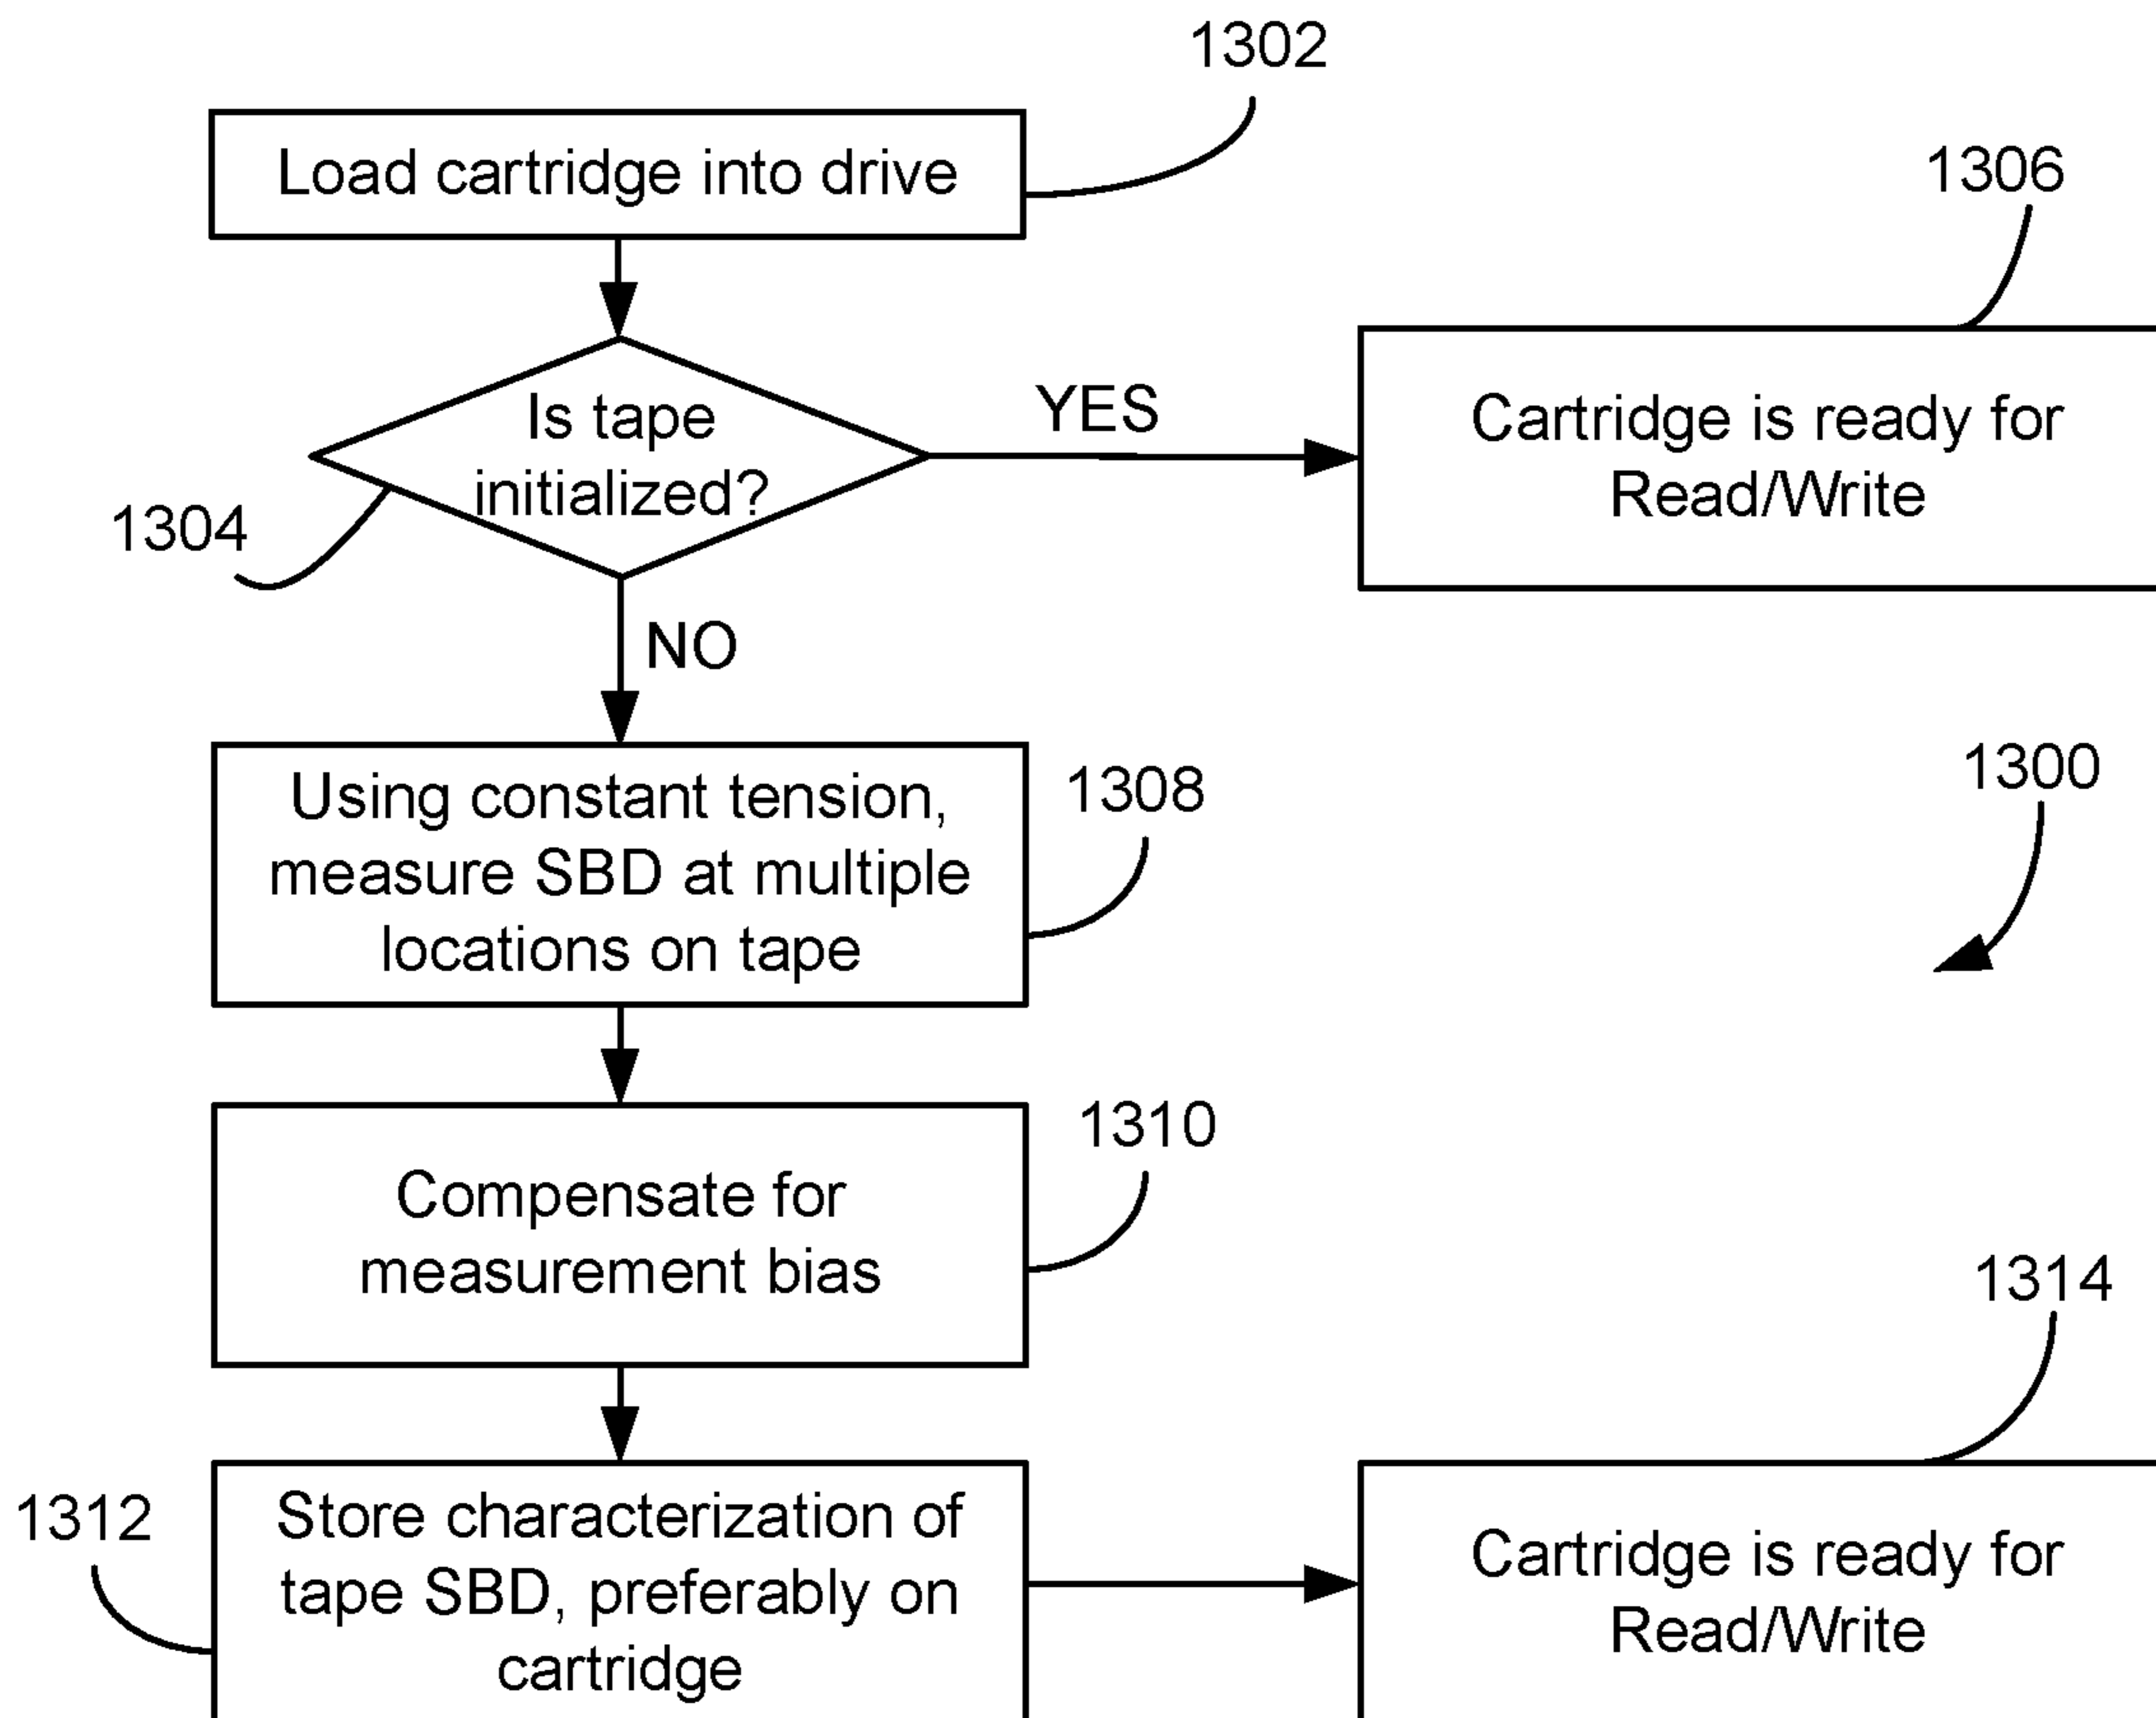 1302
Load cartridge into drive
1306
Is tape
initialized?
YES
Cartridge is ready for
Read/Write
1304
NO
Using constant tension,
measure SBD at multiple
locations on tape
1308
1300
Compensate for
measurement bias
1310
1314
1312
Store characterization of
tape SBD, preferably on
cartridge
Cartridge is ready for
Read/Write